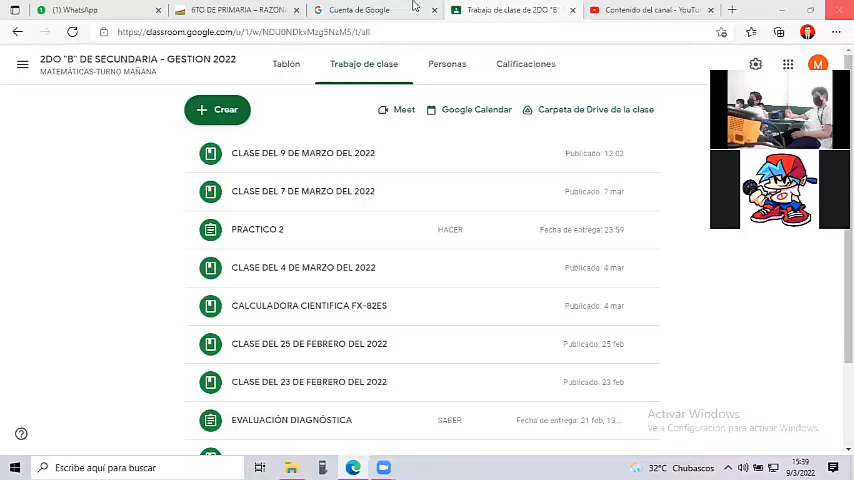 (1) WhatsApp
6TO DE PRIMARIA – RAZONA
Cuenta de Google
Trabajo de clase de 2DO "B"
Contenido del canal - YouTu
https://classroom.google.com/u/1/w/NDU0NDkxMzg5NzM5/t/all
2DO "B" DE SECUNDARIA - GESTION 2022
MATEMÁTICAS-TURNO MAÑANA
Tablón
Trabajo de clase
Personas
Calificaciones
M
Crear
Meet
Google Calendar
Carpeta de Drive de la clase
CLASE DEL 9 DE MARZO DEL 2022
Publicado: 13:02
CLASE DEL 7 DE MARZO DEL 2022
Publicado: 7 mar
PRACTICO 2
HACER
Fecha de entrega: 23:59
CLASE DEL 4 DE MARZO DEL 2022
Publicado: 4 mar
CALCULADORA CIENTIFICA FX-82ES
Publicado: 4 mar
CLASE DEL 25 DE FEBRERO DEL 2022
Publicado: 25 feb
CLASE DEL 23 DE FEBRERO DEL 2022
Publicado: 23 feb
EVALUACIÓN DIAGNÓSTICA
SABER
Fecha de entrega: 21 feb, 13...
Activar Windows
Ve a Configuración para activar Windows.
Escribe aquí para buscar
32°C Chubascos
15:39
9/3/2022